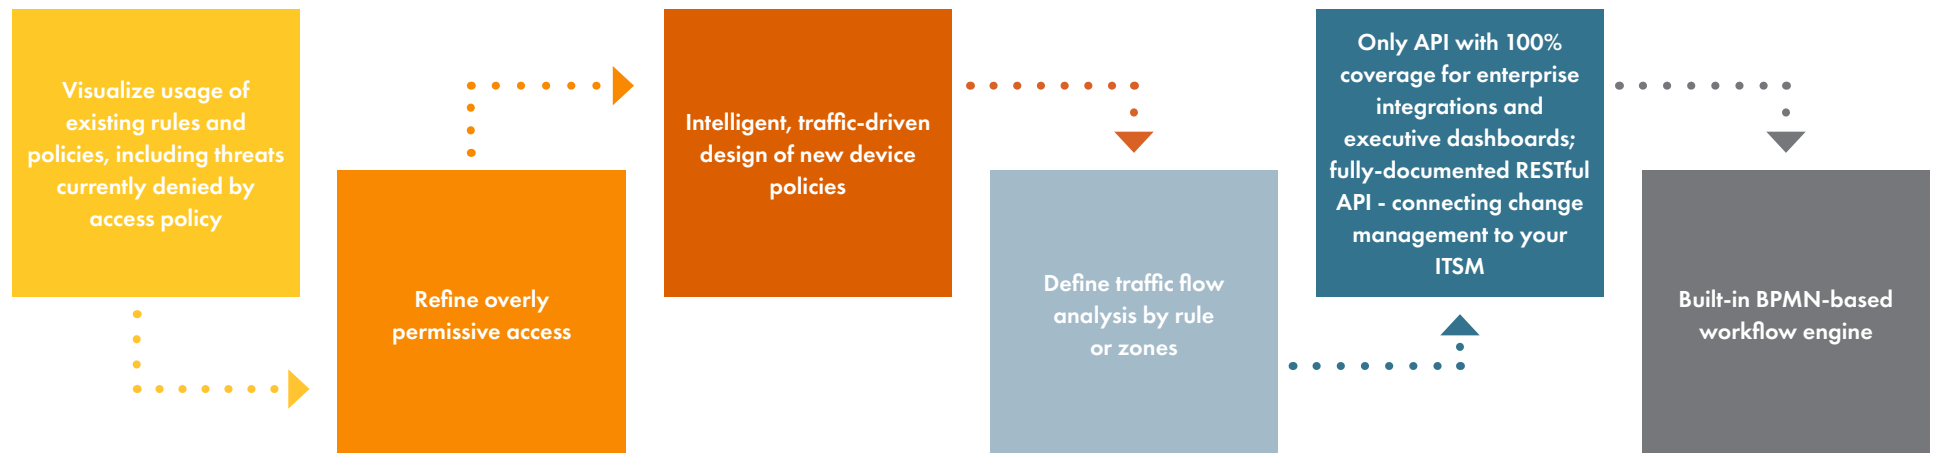 Visualize usage of
existing rules and
policies, including threats
currently denied by
access policy
Refine overly
permissive access
Intelligent, traffic-driven
design of new device
policies
Define traffic flow
analysis by rule
or zones
Only API with 100%
coverage for enterprise
integrations and
executive dashboards;
fully-documented RESTful
API - connecting change
management to your
ITSM
Built-in BPMN-based
workflow engine